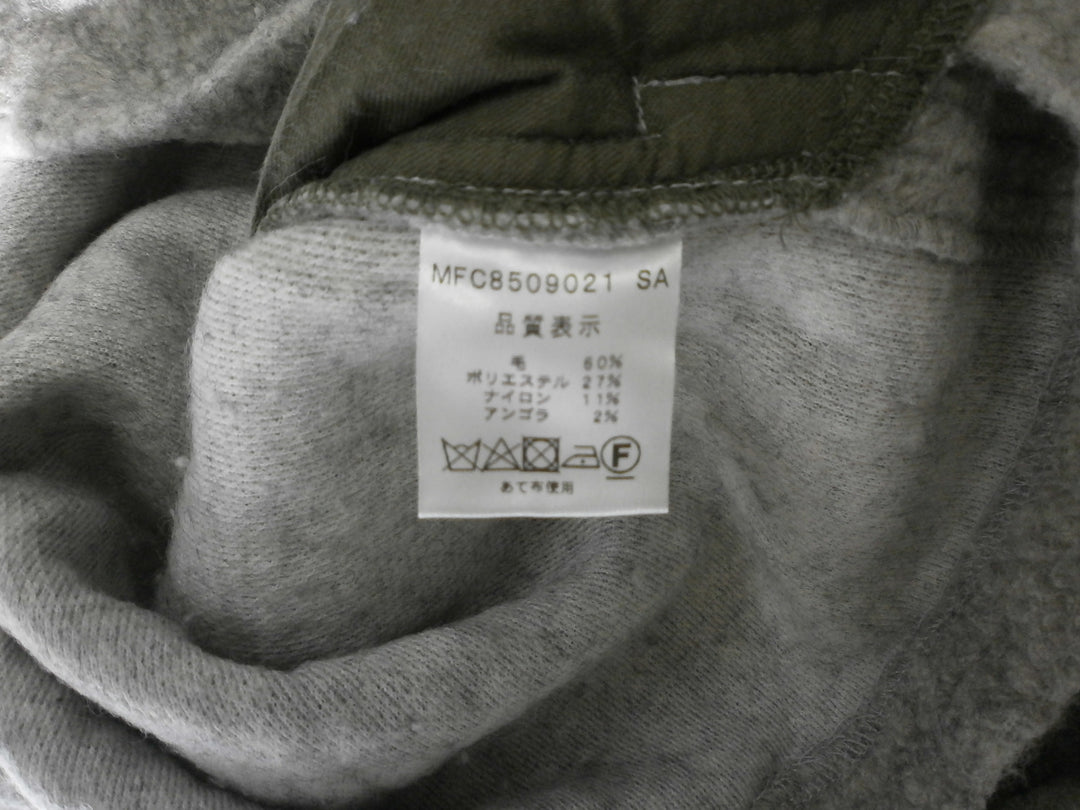 MFC8509021 SA
品質表示
毛 60%
ポリエステル 27%
ナイロン 11%
アンゴラ 2%
F
あて布使用